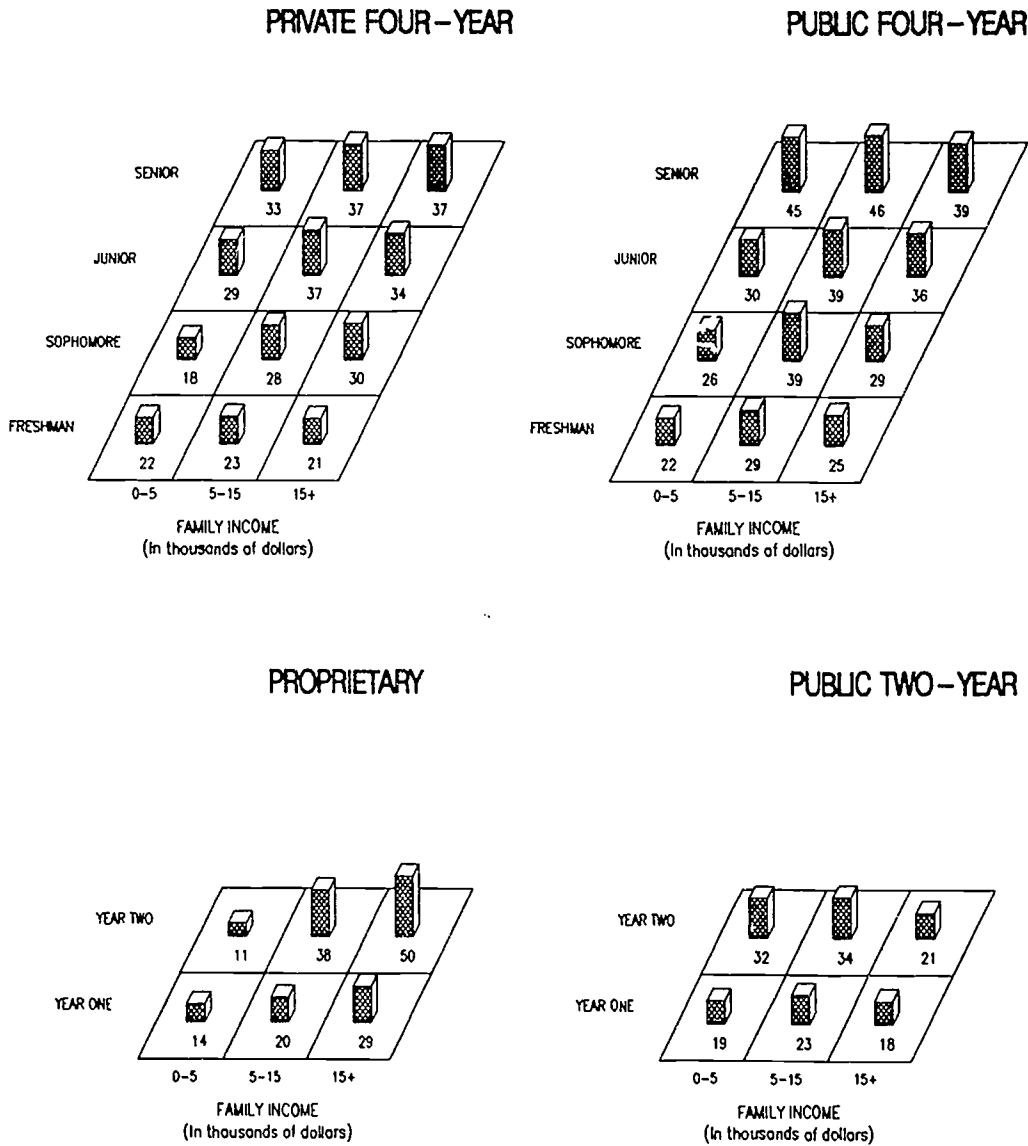 PRIVATE FOUR-YEAR
SENIOR
33 37 37
JUNIOR
29 37 34
SOPHOMORE
18 28 30
FRESHMAN
22 23 21
0-5 5-15 15+
FAMILY INCOME
(In thousands of dollars)
PUBLIC FOUR-YEAR
SENIOR
45 46 39
JUNIOR
30 39 36
SOPHOMORE
26 39 29
FRESHMAN
22 29 25
0-5 5-15 15+
FAMILY INCOME
(In thousands of dollars)
PROPRIETARY
YEAR TWO
11 38 50
YEAR ONE
14 20 29
0-5 5-15 15+
FAMILY INCOME
(In thousands of dollars)
PUBLIC TWO-YEAR
YEAR TWO
32 34 21
YEAR ONE
19 23 18
0-5 5-15 15+
FAMILY INCOME
(In thousands of dollars)